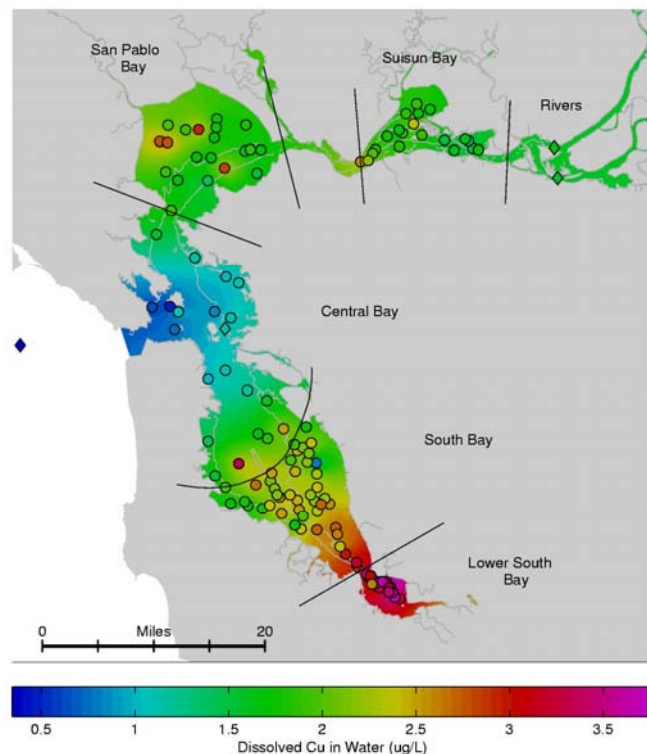 San Pablo
Bay
Suisun Bay
Rivers
Central Bay
South Bay
Lower South
Bay
0 Miles 20
0.5 1 1.5 2 2.5 3 3.5
Dissolved Cu in Water (ug/L)